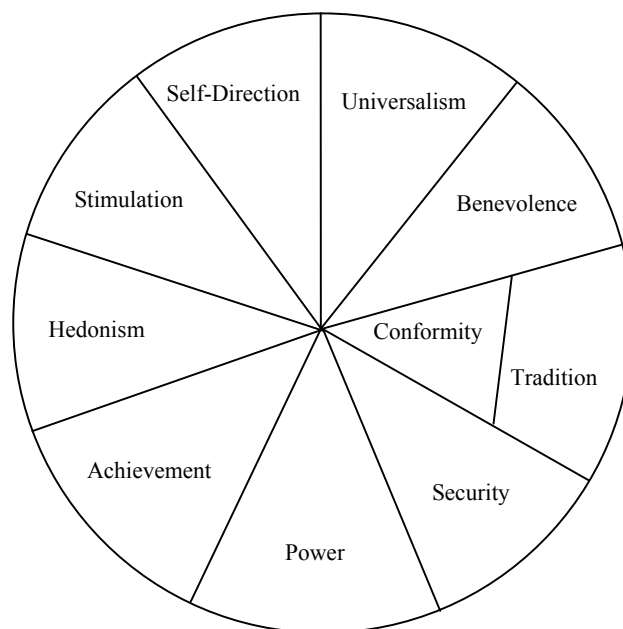 Self-Direction
Universalism
Stimulation
Benevolence
Hedonism
Conformity
Tradition
Achievement
Security
Power